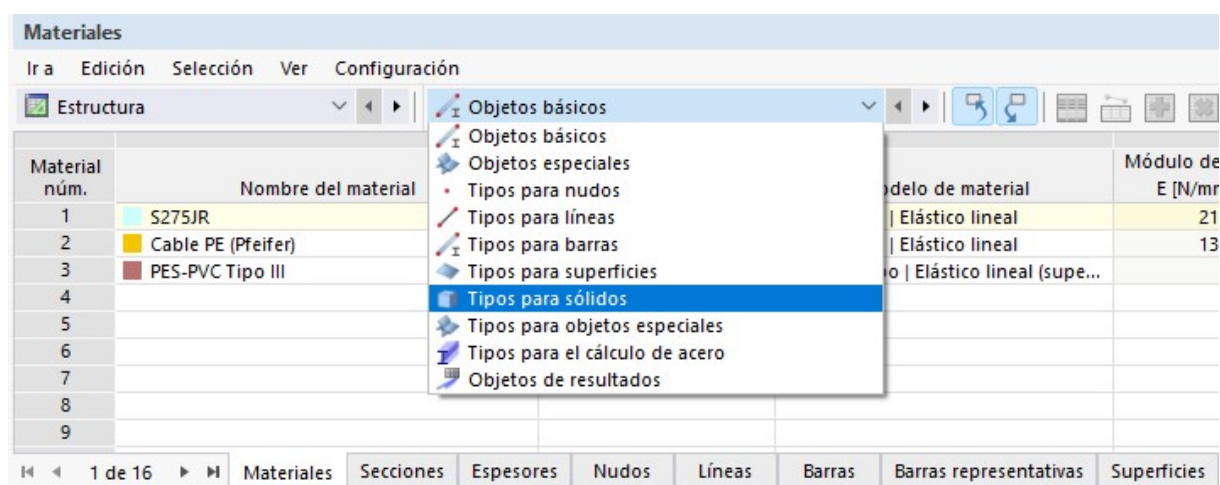 Materiales
Ir a Edición Selección Ver Configuración
Estructura Objetos básicos
Objetos básicos
Objetos especiales
Tipos para nudos
Tipos para líneas
Tipos para barras
Tipos para superficies
Tipos para sólidos
Tipos para objetos especiales
Tipos para el cálculo de acero
Objetos de resultados
Material
núm. Nombre del material delo de material Módulo de
E [N/mm
1 S275JR | Elástico lineal 21
2 Cable PE (Pfeifer) | Elástico lineal 13
3 PES-PVC Tipo III o | Elástico lineal (supe...
4
5
6
7
8
9
1 de 16 Materiales Secciones Espesores Nudos Líneas Barras Barras representativas Superficies